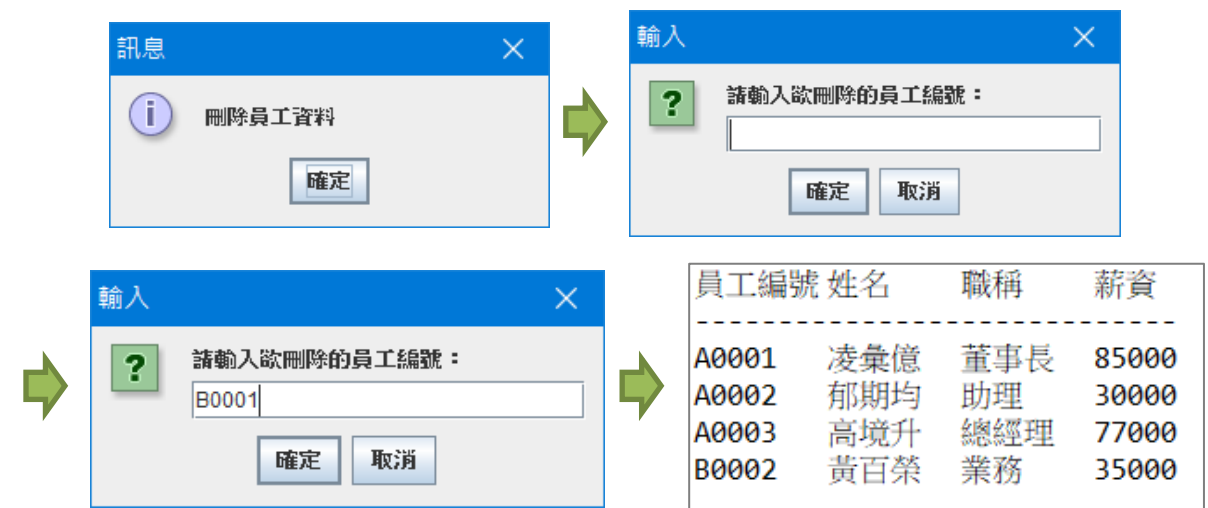 訊息
刪除員工資料
確定
輸入
請輸入欲刪除的員工編號：
確定 取消
輸入
請輸入欲刪除的員工編號：
B0001
確定 取消
員工編號 姓名 職稱 薪資
-----------------------------
A0001 凌彙億 董事長 85000
A0002 郁期均 助理 30000
A0003 高境升 總經理 77000
B0002 黃百榮 業務 35000